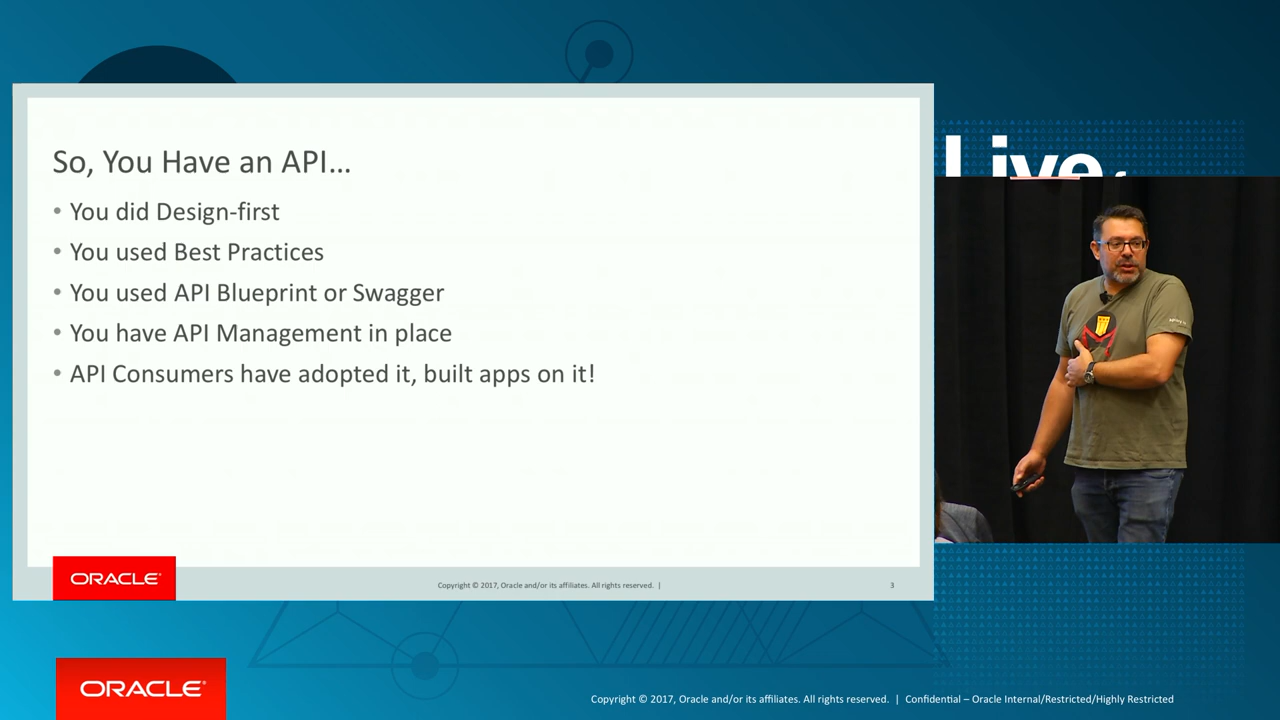 So, You Have an API...
• You did Design-first
• You used Best Practices
• You used API Blueprint or Swagger
• You have API Management in place
• API Consumers have adopted it, built apps on it!
ORACLE®
Copyright © 2017, Oracle and/or its affiliates. All rights reserved. |
3
Live
ORACLE®
Copyright © 2017, Oracle and/or its affiliates. All rights reserved. | Confidential – Oracle Internal/Restricted/Highly Restricted